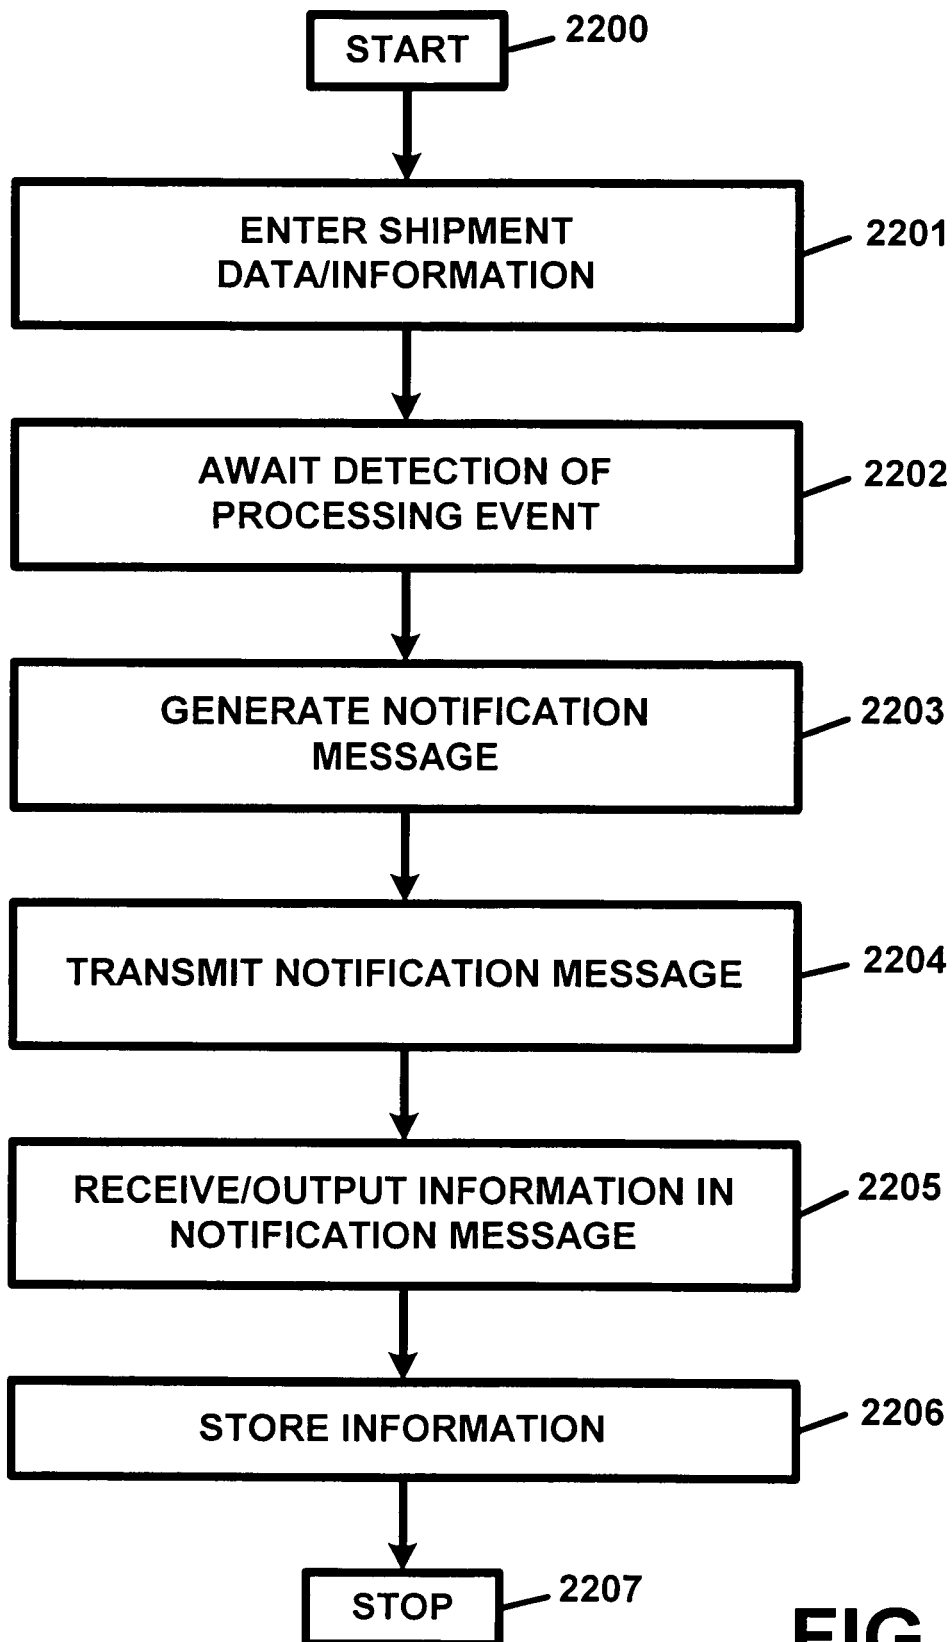 START
2200
ENTER SHIPMENT
DATA/INFORMATION
2201
AWAIT DETECTION OF
PROCESSING EVENT
2202
GENERATE NOTIFICATION
MESSAGE
2203
TRANSMIT NOTIFICATION MESSAGE
2204
RECEIVE/OUTPUT INFORMATION IN
NOTIFICATION MESSAGE
2205
STORE INFORMATION
2206
STOP
2207
FIG